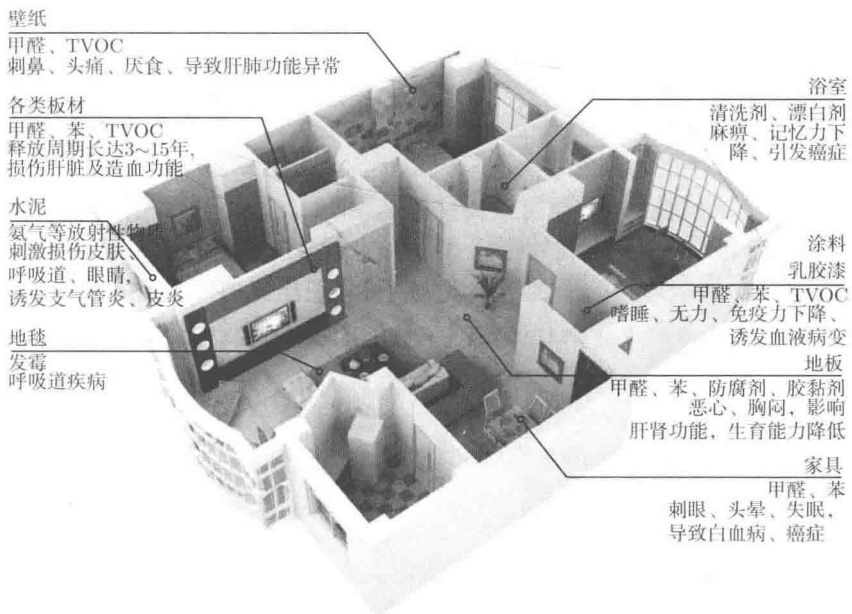 壁纸
甲醛、TVOC
刺鼻、头痛、厌食、导致肝肺功能异常
各类板材
甲醛、苯、TVOC
释放周期长达3~15年,
损伤肝脏及造血功能
水泥
氨气等放射性物质
刺激损伤皮肤、
呼吸道、眼睛,
诱发支气管炎、皮炎
地毯
发霉
呼吸道疾病
浴室
清洗剂、漂白剂
麻痹、记忆力下
降、引发癌症
涂料
乳胶漆
甲醛、苯、TVOC
嗜睡、无力、免疫力下降、
诱发血液病变
地板
甲醛、苯、防腐剂、胶黏剂
恶心、胸闷,影响
肝肾功能,生育能力降低
家具
甲醛、苯
刺眼、头晕、失眠,
导致白血病、癌症